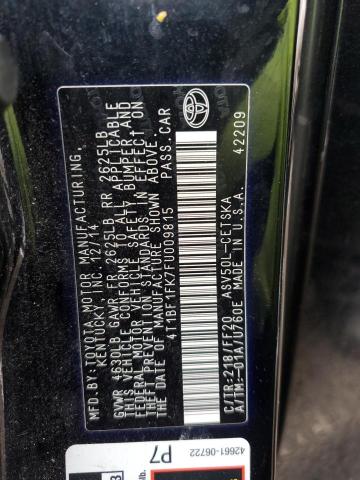 MFD.BY:TOYOTA MOTOR MANUFACTURING,
KENTUCKY, INC. 12/14
GVWR 4630LB GAWR FR 2625LB RR 2625LB
THIS VEHICLE CONFORMS TO ALL APPLICABLE
FEDERAL MOTOR VEHICLE SAFETY, BUMPER AND
THEFT PREVENTION STANDARDS IN EFFECT ON
THE DATE OF MANUFACTURE SHOWN ABOVE.
4T1BF1FK7FU009815 PASS.CAR
C/TR:218/FF20 ASV50L-CETSKA
A/TM:-01A/U760E MADE IN U.S.A.
42209
42661-06722
P7